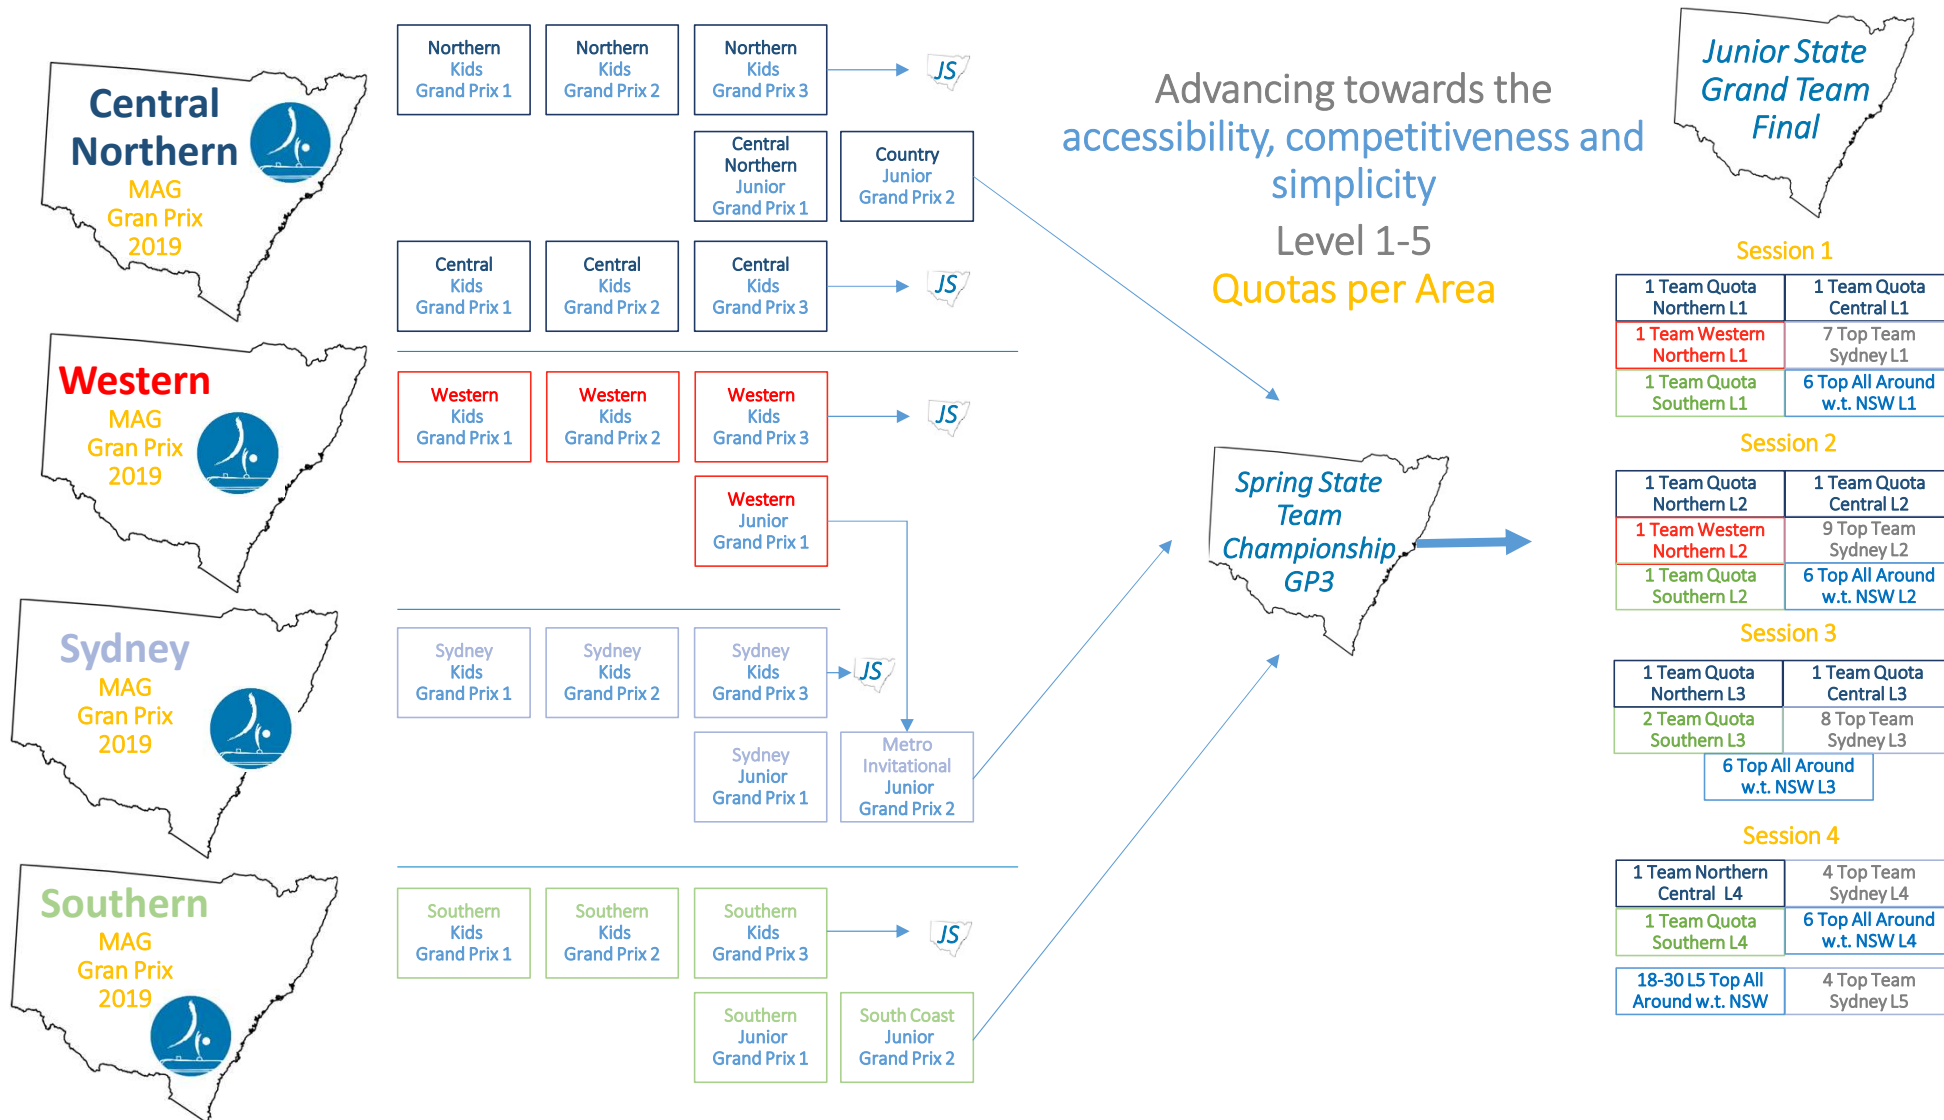 Central
Northern
MAG
Gran Prix
2019
Northern
Kids
Grand Prix 1
Northern
Kids
Grand Prix 2
Northern
Kids
Grand Prix 3
JS
Central
Northern
Junior
Grand Prix 1
Country
Junior
Grand Prix 2
Central
Kids
Grand Prix 1
Central
Kids
Grand Prix 2
Central
Kids
Grand Prix 3
JS
Western
MAG
Gran Prix
2019
Western
Kids
Grand Prix 1
Western
Kids
Grand Prix 2
Western
Kids
Grand Prix 3
JS
Western
Junior
Grand Prix 1
Sydney
MAG
Gran Prix
2019
Sydney
Kids
Grand Prix 1
Sydney
Kids
Grand Prix 2
Sydney
Kids
Grand Prix 3
JS
Sydney
Junior
Grand Prix 1
Metro
Invitational
Junior
Grand Prix 2
Southern
MAG
Gran Prix
2019
Southern
Kids
Grand Prix 1
Southern
Kids
Grand Prix 2
Southern
Kids
Grand Prix 3
JS
Southern
Junior
Grand Prix 1
South Coast
Junior
Grand Prix 2
Advancing towards the
accessibility, competitiveness and
simplicity
Level 1-5
Quotas per Area
Spring State
Team
Championship
GP3
Junior State
Grand Team
Final
Session 1
1 Team Quota
Northern L1
1 Team Quota
Central L1
1 Team Western
Northern L1
7 Top Team
Sydney L1
1 Team Quota
Southern L1
6 Top All Around
w.t. NSW L1
Session 2
1 Team Quota
Northern L2
1 Team Quota
Central L2
1 Team Western
Northern L2
9 Top Team
Sydney L2
1 Team Quota
Southern L2
6 Top All Around
w.t. NSW L2
Session 3
1 Team Quota
Northern L3
1 Team Quota
Central L3
2 Team Quota
Southern L3
8 Top Team
Sydney L3
6 Top All Around
w.t. NSW L3
Session 4
1 Team Northern
Central L4
4 Top Team
Sydney L4
1 Team Quota
Southern L4
6 Top All Around
w.t. NSW L4
18-30 L5 Top All
Around w.t. NSW
4 Top Team
Sydney L5